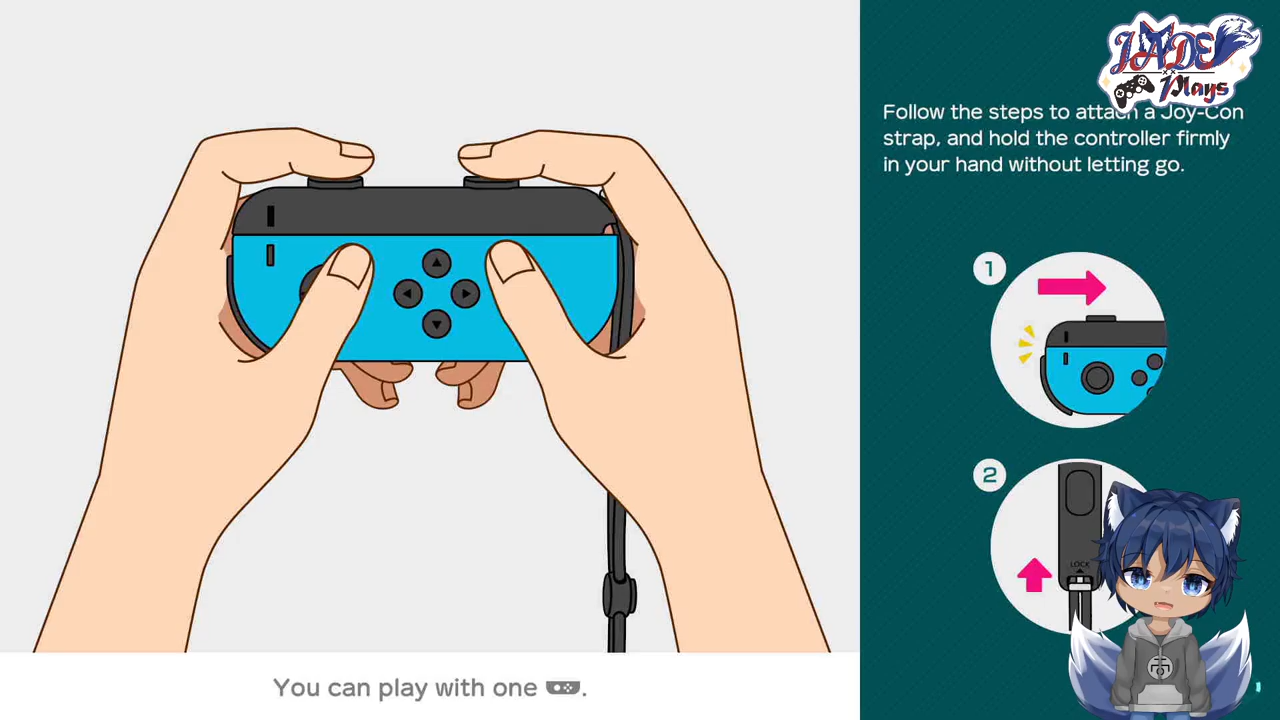 JADE
Plays
Follow the steps to attach a Joy-Con
strap, and hold the controller firmly
in your hand without letting go.
1
2
LOCK
You can play with one .